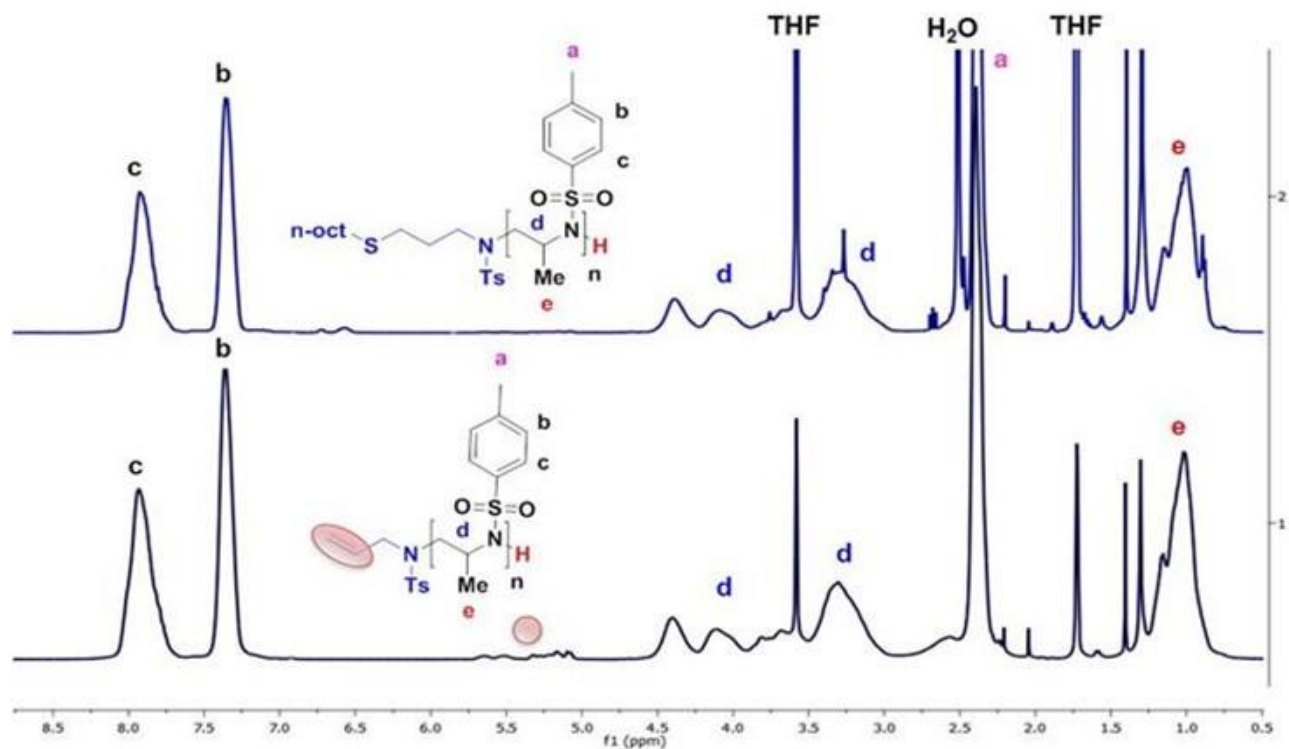 THF H₂O THF
a a
b
b
c
c
e
O=S=O
n-oct
S
d
N
N
H
Ts
Me
n
e
d
d
2
b
a
b
c
c
e
O=S=O
d
N
N
H
Ts
Me
n
e
d
d
1
8.5 8.0 7.5 7.0 6.5 6.0 5.5 5.0 4.5 4.0 3.5 3.0 2.5 2.0 1.5 1.0 0.5
f1 (ppm)